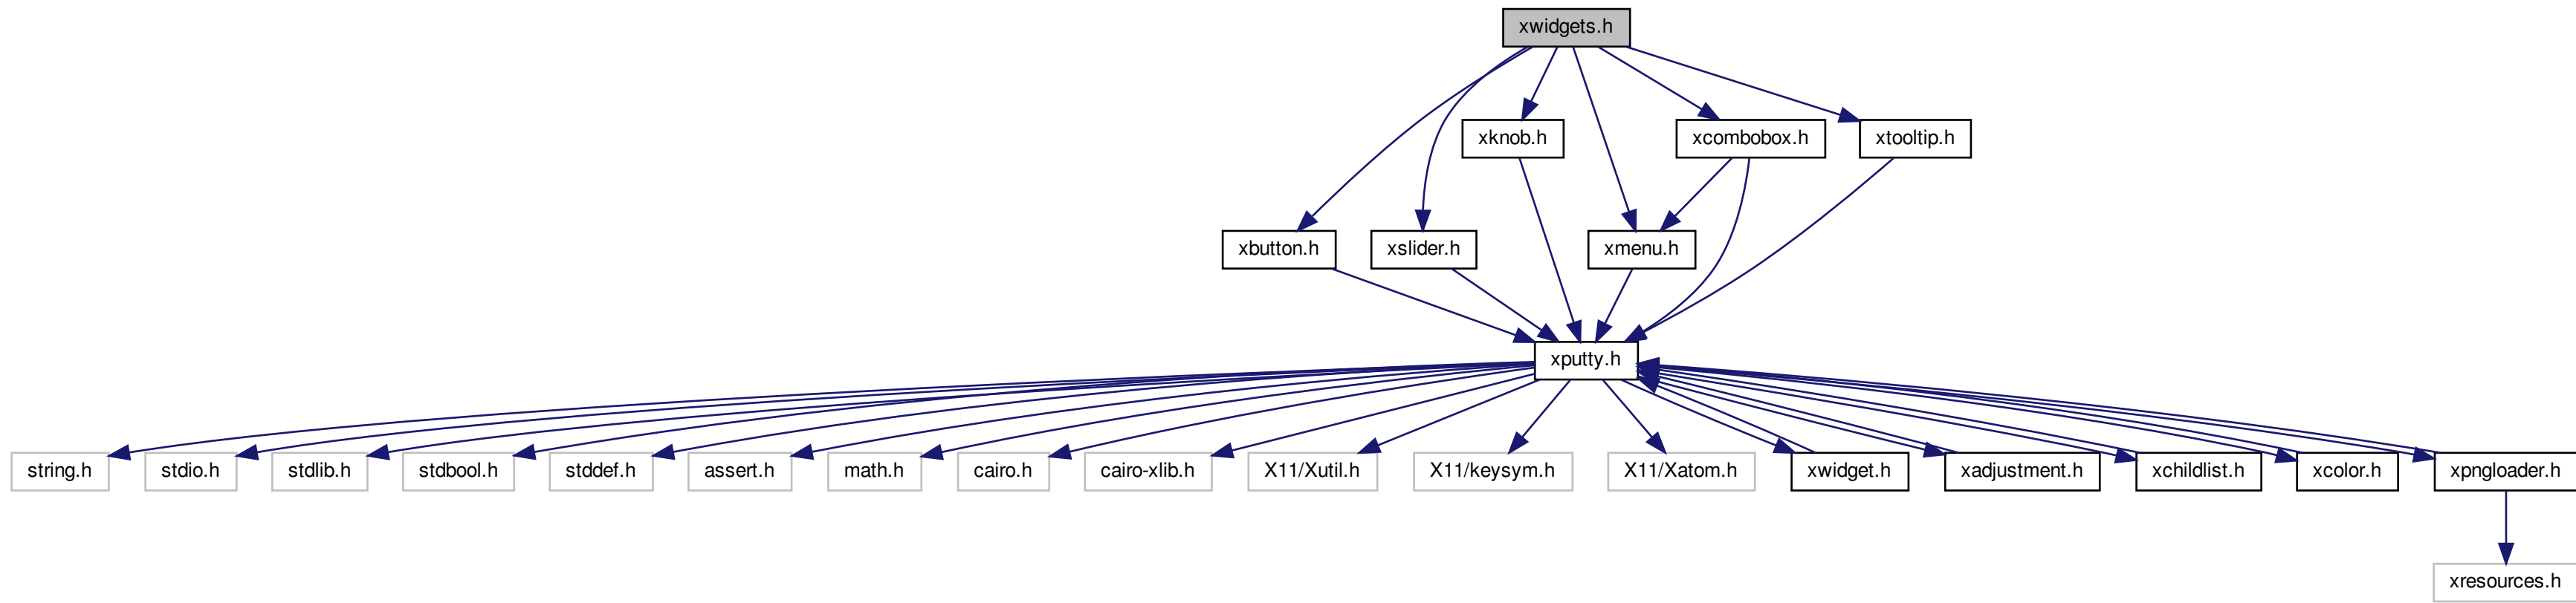 xwidgets.h
xknob.h
xcombobox.h
xtooltip.h
xbutton.h
xslider.h
xmenu.h
xputty.h
string.h
stdio.h
stdlib.h
stdbool.h
stddef.h
assert.h
math.h
cairo.h
cairo-xlib.h
X11/Xutil.h
X11/keysym.h
X11/Xatom.h
xwidget.h
xadjustment.h
xchildlist.h
xcolor.h
xpngloader.h
xresources.h